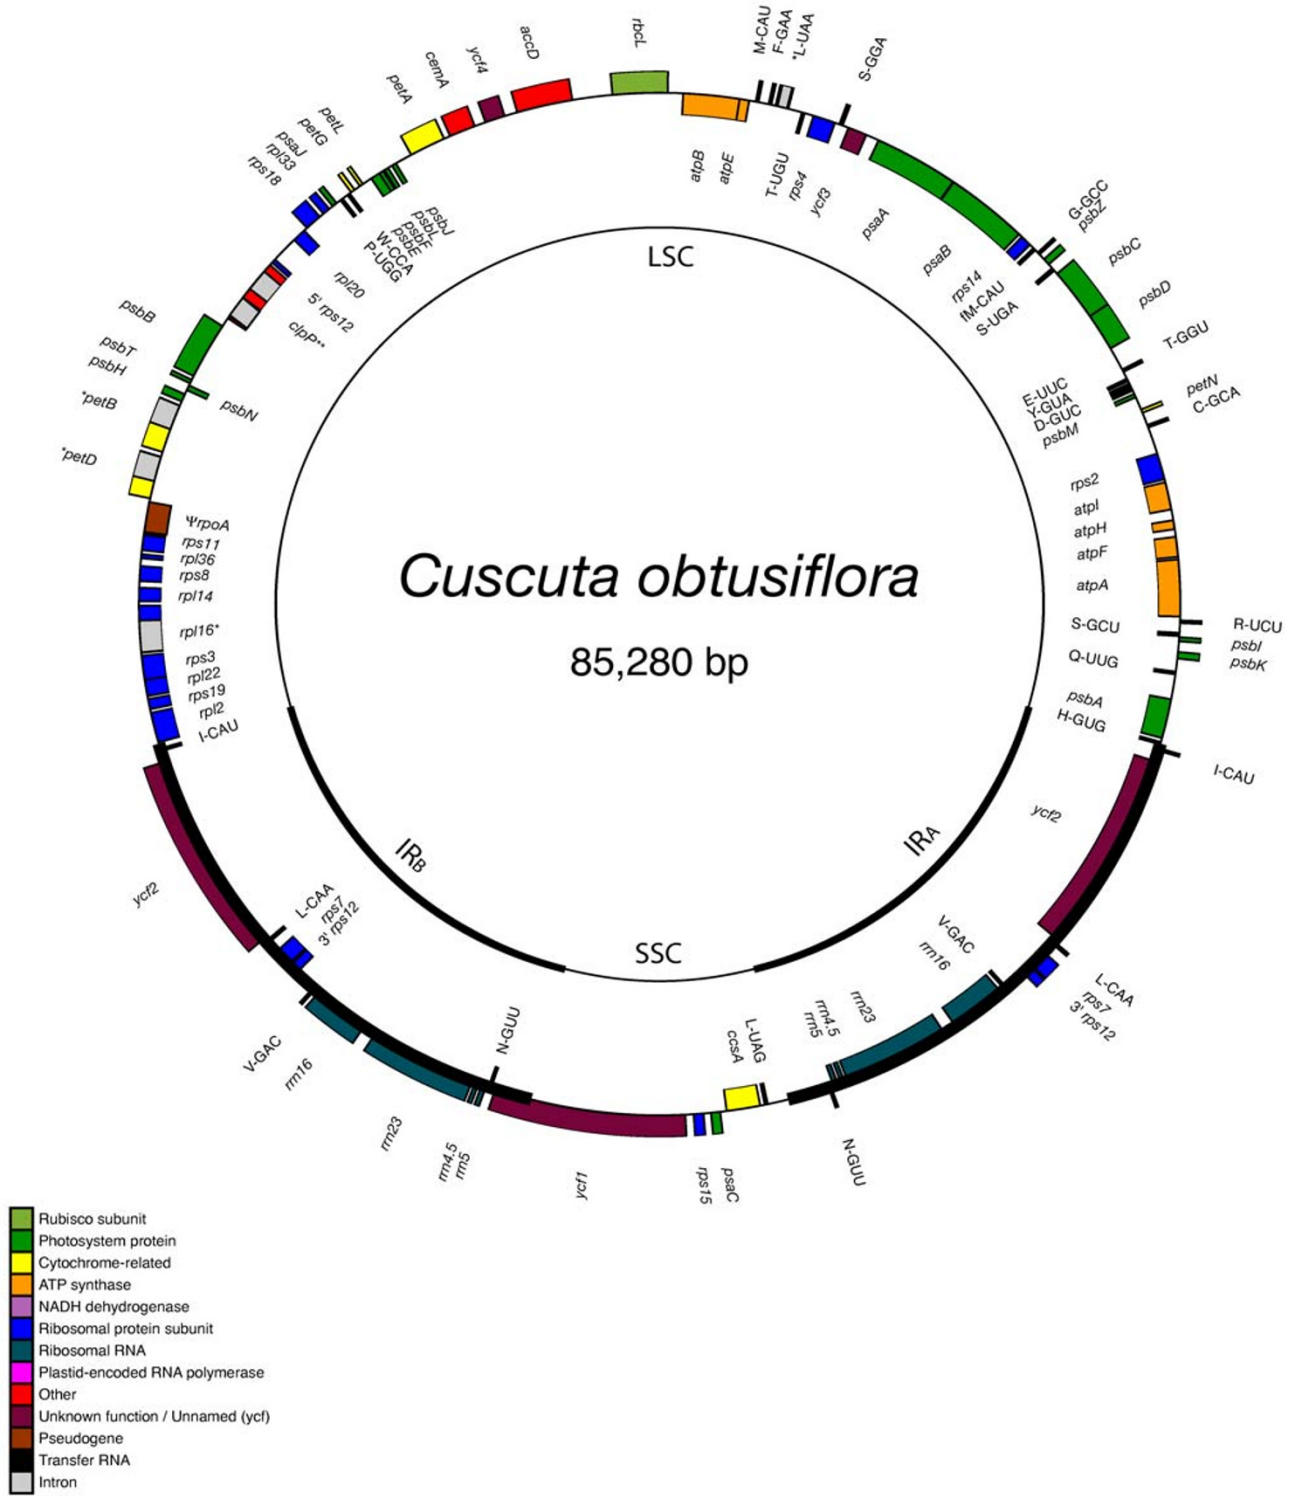 rbcL
accD
ycf4
cemA
petA
petL
petG
psaJ
rpl33
rps18
M-CAU
F-GAA
*L-UAA
S-GGA
atpB
atpE
T-UGU
rps4
ycf3
psaA
psaB
rps14
fM-CAU
S-UGA
G-GCC
psbZ
psbC
psbD
T-GGU
petN
C-GCA
E-UUC
Y-GUA
D-GUC
psbM
rps2
atpI
atpH
atpF
atpA
S-GCU
Q-UUG
psbA
H-GUG
R-UCU
psbI
psbK
I-CAU
psbJ
psbL
psbF
psbE
W-CCA
P-UGG
rpl20
5' rps12
clpP**
psbB
psbT
psbH
psbN
*petB
*petD
ΨrpoA
rps11
rpl36
rps8
rpl14
rpl16*
rps3
rpl22
rps19
rpl2
I-CAU
LSC
Cuscuta obtusiflora
85,280 bp
IRB
IRA
SSC
ycf2
L-CAA
rps7
3' rps12
V-GAC
rrn16
rrn23
rrn4.5
rrn5
N-GUU
ycf1
rps15
psaC
ccsA
L-UAG
rrn5
rrn4.5
rrn23
N-GUU
rrn16
V-GAC
L-CAA
rps7
3' rps12
ycf2
Rubisco subunit
Photosystem protein
Cytochrome-related
ATP synthase
NADH dehydrogenase
Ribosomal protein subunit
Ribosomal RNA
Plastid-encoded RNA polymerase
Other
Unknown function / Unnamed (ycf)
Pseudogene
Transfer RNA
Intron